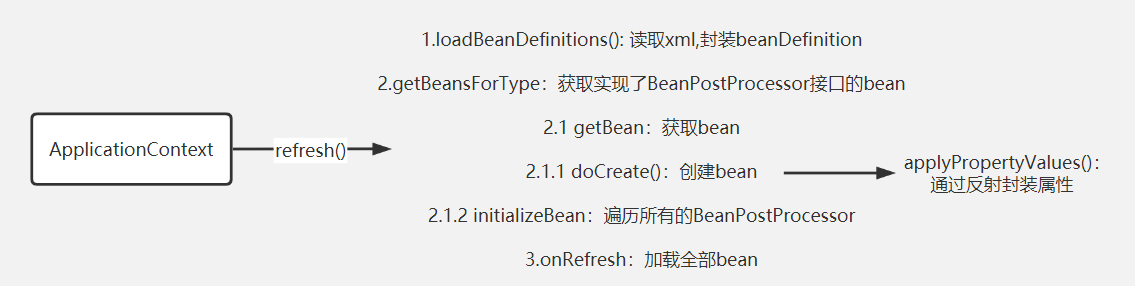 1.loadBeanDefinitions(): 读取xml,封装beanDefinition
2.getBeansForType：获取实现了BeanPostProcessor接口的bean
2.1 getBean：获取bean
ApplicationContext
refresh()
2.1.1 doCreate()：创建bean
applyPropertyValues()：
通过反射封装属性
2.1.2 initializeBean：遍历所有的BeanPostProcessor
3.onRefresh：加载全部bean